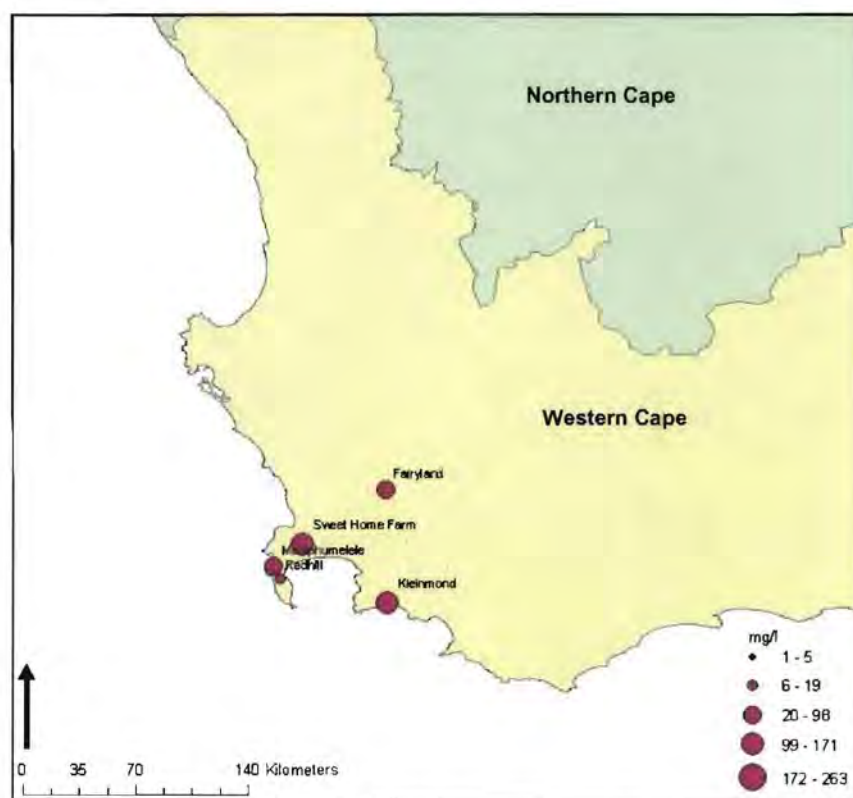 Northern Cape
Western Cape
Fairyland
Sweet Home Farm
Masiphumelele
Redhill
Kleinmond
mg/l
1 - 5
6 - 19
20 - 98
99 - 171
172 - 263
0 35 70 140 Kilometers